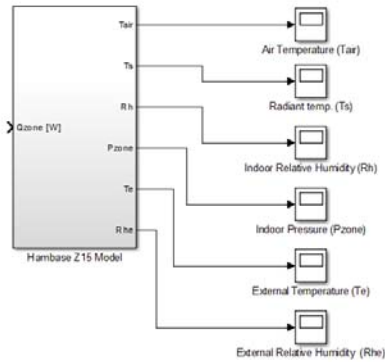 Tair
Air Temperature (Tair)
Ts
Radiant temp. (Ts)
Rh
Qzone [W]
Indoor Relative Humidity (Rh)
Pzone
Indoor Pressure (Pzone)
Te
External Temperature (Te)
Rhe
Hambase Z15 Model
External Relative Humidity (Rhe)